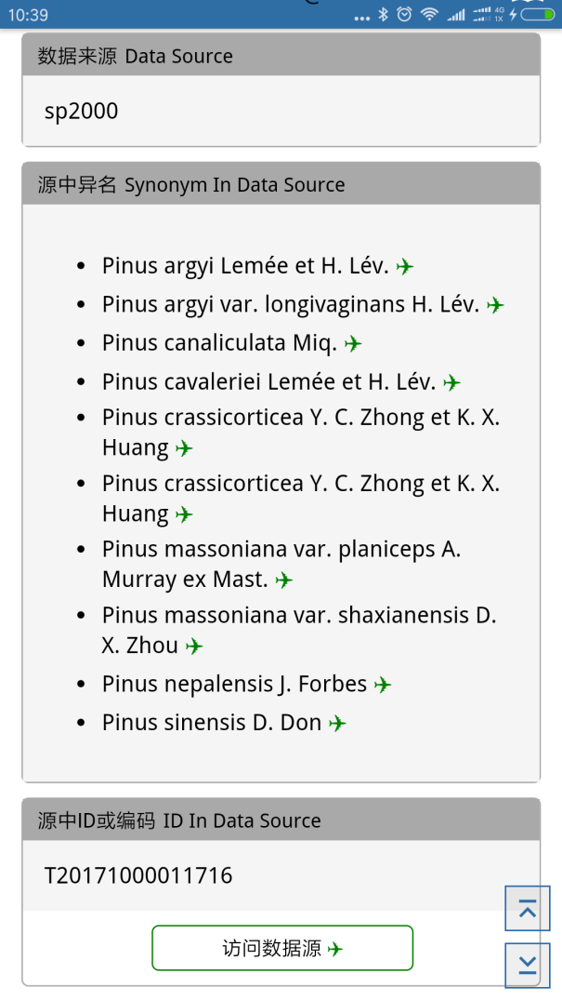 10:39
4G
1X
数据来源 Data Source
sp2000
源中异名 Synonym In Data Source
Pinus argyi Lemée et H. Lév.
Pinus argyi var. longivaginans H. Lév.
Pinus canaliculata Miq.
Pinus cavaleriei Lemée et H. Lév.
Pinus crassicorticea Y. C. Zhong et K. X.
Huang
Pinus crassicorticea Y. C. Zhong et K. X.
Huang
Pinus massoniana var. planiceps A.
Murray ex Mast.
Pinus massoniana var. shaxianensis D.
X. Zhou
Pinus nepalensis J. Forbes
Pinus sinensis D. Don
源中ID或编码 ID In Data Source
T20171000011716
访问数据源